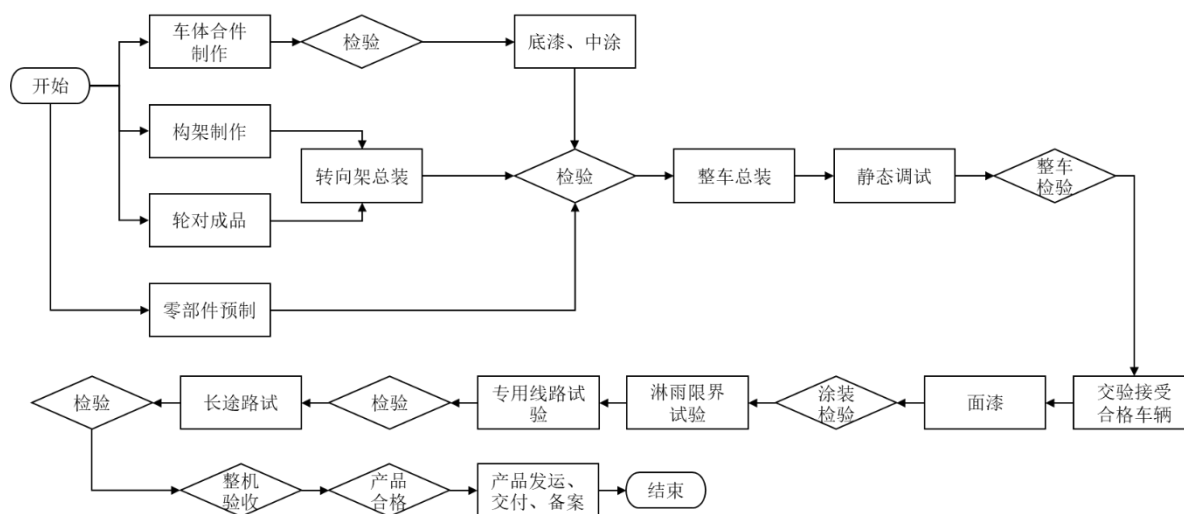 车体合件
制作
检验
底漆、中涂
开始
构架制作
转向架总装
检验
整车总装
静态调试
整车
检验
轮对成品
零部件预制
检验
长途路试
检验
专用线路试
验
淋雨限界
试验
涂装
检验
面漆
交验接受
合格车辆
整机
验收
产品
合格
产品发运、
交付、备案
结束